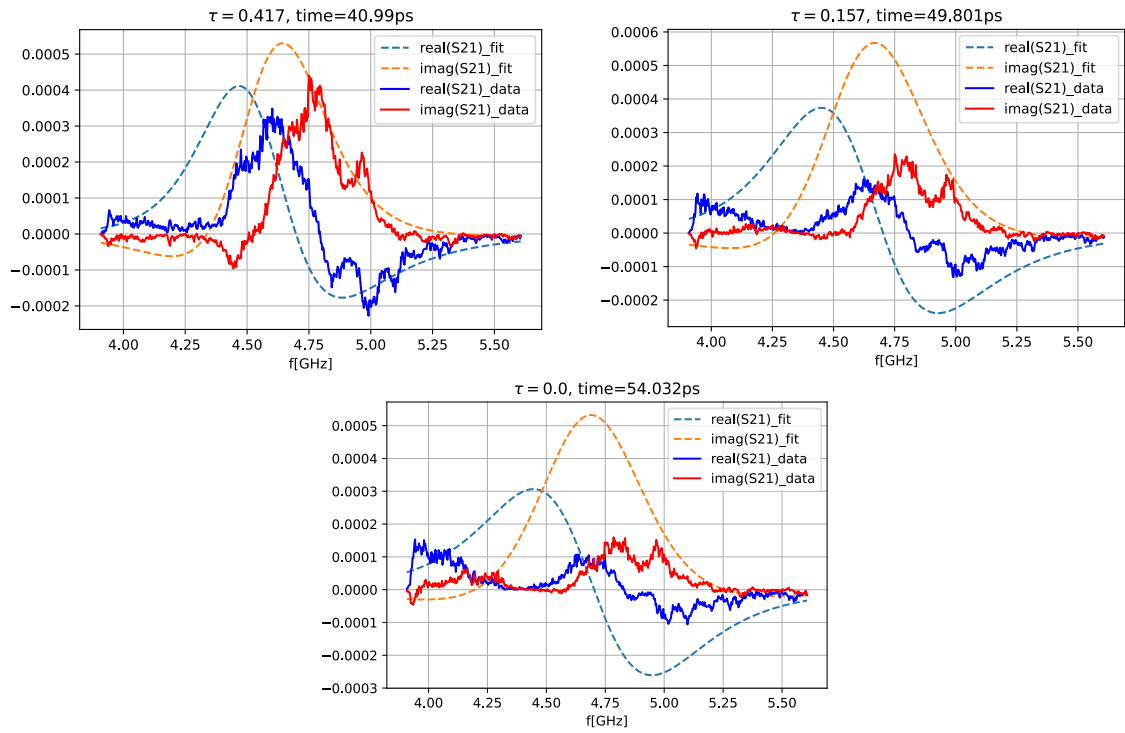 τ = 0.417, time=40.99ps
real(S21)_fit
imag(S21)_fit
real(S21)_data
imag(S21)_data
0.0005
0.0004
0.0003
0.0002
0.0001
0.0000
−0.0001
−0.0002
4.00 4.25 4.50 4.75 5.00 5.25 5.50
f[GHz]
τ = 0.157, time=49.801ps
real(S21)_fit
imag(S21)_fit
real(S21)_data
imag(S21)_data
0.0006
0.0005
0.0004
0.0003
0.0002
0.0001
0.0000
−0.0001
−0.0002
4.00 4.25 4.50 4.75 5.00 5.25 5.50
f[GHz]
τ = 0.0, time=54.032ps
real(S21)_fit
imag(S21)_fit
real(S21)_data
imag(S21)_data
0.0005
0.0004
0.0003
0.0002
0.0001
0.0000
−0.0001
−0.0002
−0.0003
4.00 4.25 4.50 4.75 5.00 5.25 5.50
f[GHz]